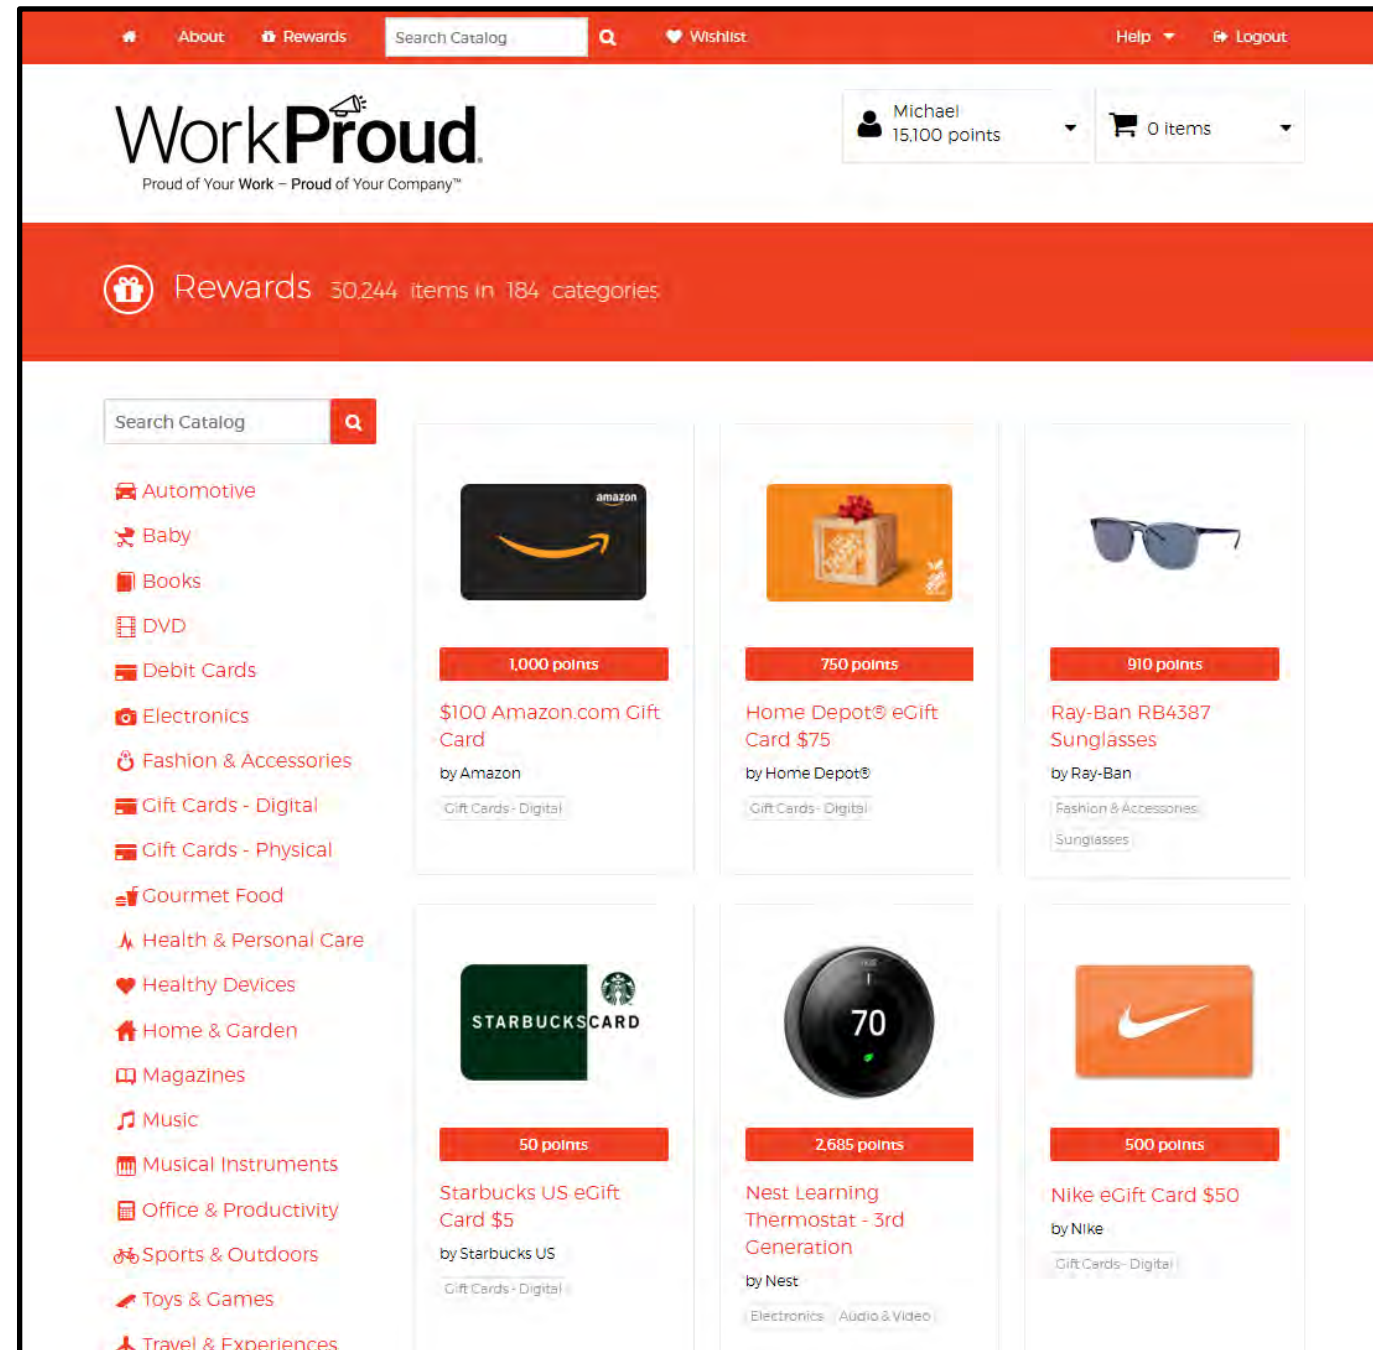 About
Rewards
Search Catalog
Wishlist
Help
Logout
WorkProud®
Proud of Your Work – Proud of Your Company™
Michael
15,100 points
0 items
Rewards 30,244 items in 184 categories
Search Catalog
Automotive
Baby
Books
DVD
Debit Cards
Electronics
Fashion & Accessories
Gift Cards - Digital
Gift Cards - Physical
Gourmet Food
Health & Personal Care
Healthy Devices
Home & Garden
Magazines
Music
Musical Instruments
Office & Productivity
Sports & Outdoors
Toys & Games
Travel & Experiences
amazon
1,000 points
$100 Amazon.com Gift
Card
by Amazon
Gift Cards - Digital
750 points
Home Depot® eGift
Card $75
by Home Depot®
Gift Cards - Digital
910 points
Ray-Ban RB4387
Sunglasses
by Ray-Ban
Fashion & Accessories
Sunglasses
STARBUCKS CARD
50 points
Starbucks US eGift
Card $5
by Starbucks US
Gift Cards - Digital
nest
70
2,685 points
Nest Learning
Thermostat - 3rd
Generation
by Nest
Electronics
Audio & Video
500 points
Nike eGift Card $50
by Nike
Gift Cards - Digital